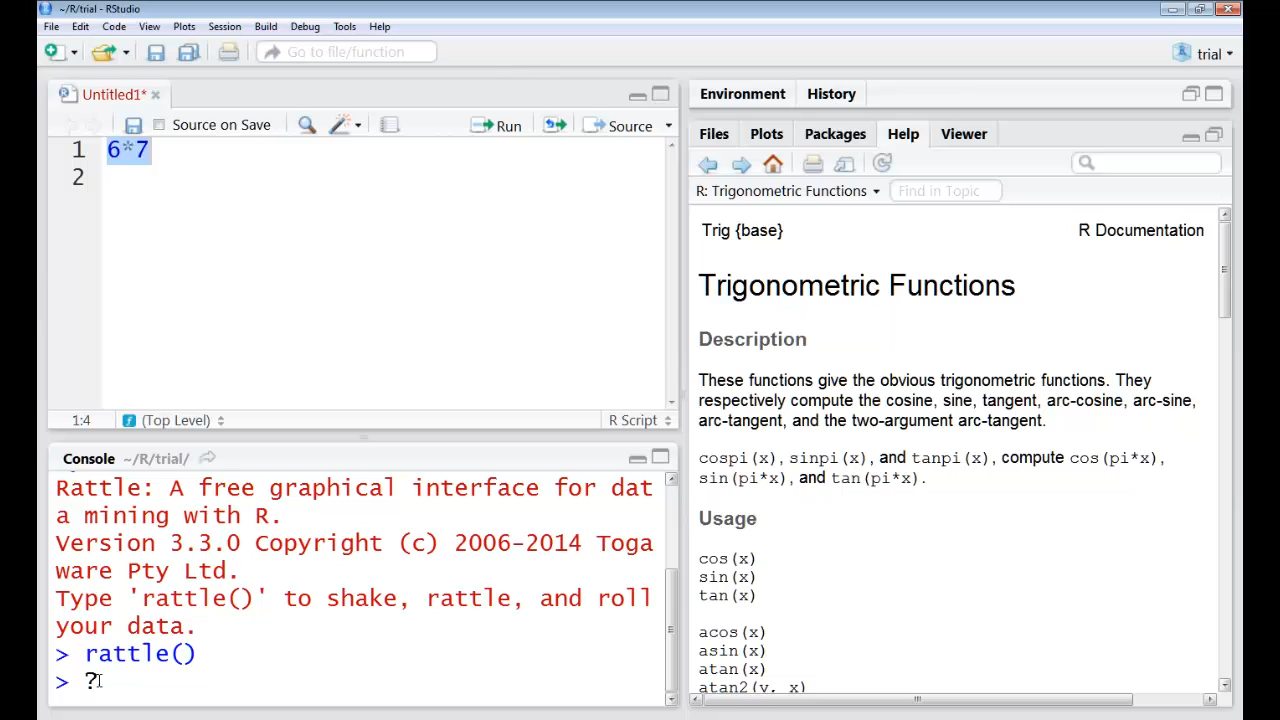 ~/R/trial - RStudio
File Edit Code View Plots Session Build Debug Tools Help
Go to file/function
trial
Untitled1*
Source on Save
Run
Source
1 6*7
2
1:4 (Top Level) R Script
Console ~/R/trial/
Rattle: A free graphical interface for dat
a mining with R.
Version 3.3.0 Copyright (c) 2006-2014 Toga
ware Pty Ltd.
Type 'rattle()' to shake, rattle, and roll
your data.
> rattle()
> ?
Environment History
Files Plots Packages Help Viewer
R: Trigonometric Functions Find in Topic
Trig {base} R Documentation
Trigonometric Functions
Description
These functions give the obvious trigonometric functions. They
respectively compute the cosine, sine, tangent, arc-cosine, arc-sine,
arc-tangent, and the two-argument arc-tangent.
cospi(x), sinpi(x), and tanpi(x), compute cos(pi*x),
sin(pi*x), and tan(pi*x).
Usage
cos(x)
sin(x)
tan(x)
acos(x)
asin(x)
atan(x)
atan2(y, x)